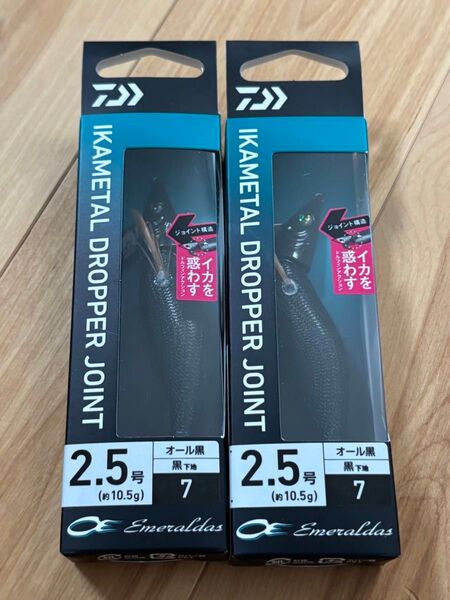 IKAMETAL DROPPER JOINT
ジョイント構造
イカを
惑わす
2.5号
(約10.5g)
オール黒
黒 下地
7
Emeraldas
IKAMETAL DROPPER JOINT
ジョイント構造
イカを
惑わす
2.5号
(約10.5g)
オール黒
黒 下地
7
Emeraldas